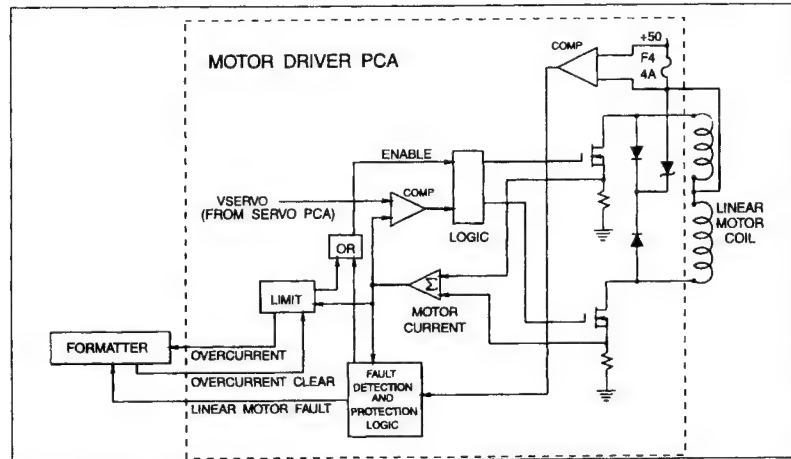 MOTOR DRIVER PCA
COMP
+50
F4
4A
ENABLE
VSERVO
(FROM SERVO PCA)
COMP
LOGIC
LINEAR
MOTOR
COIL
OR
Σ
MOTOR
CURRENT
LIMIT
FORMATTER
OVERCURRENT
OVERCURRENT CLEAR
LINEAR MOTOR FAULT
FAULT
DETECTION
AND
PROTECTION
LOGIC